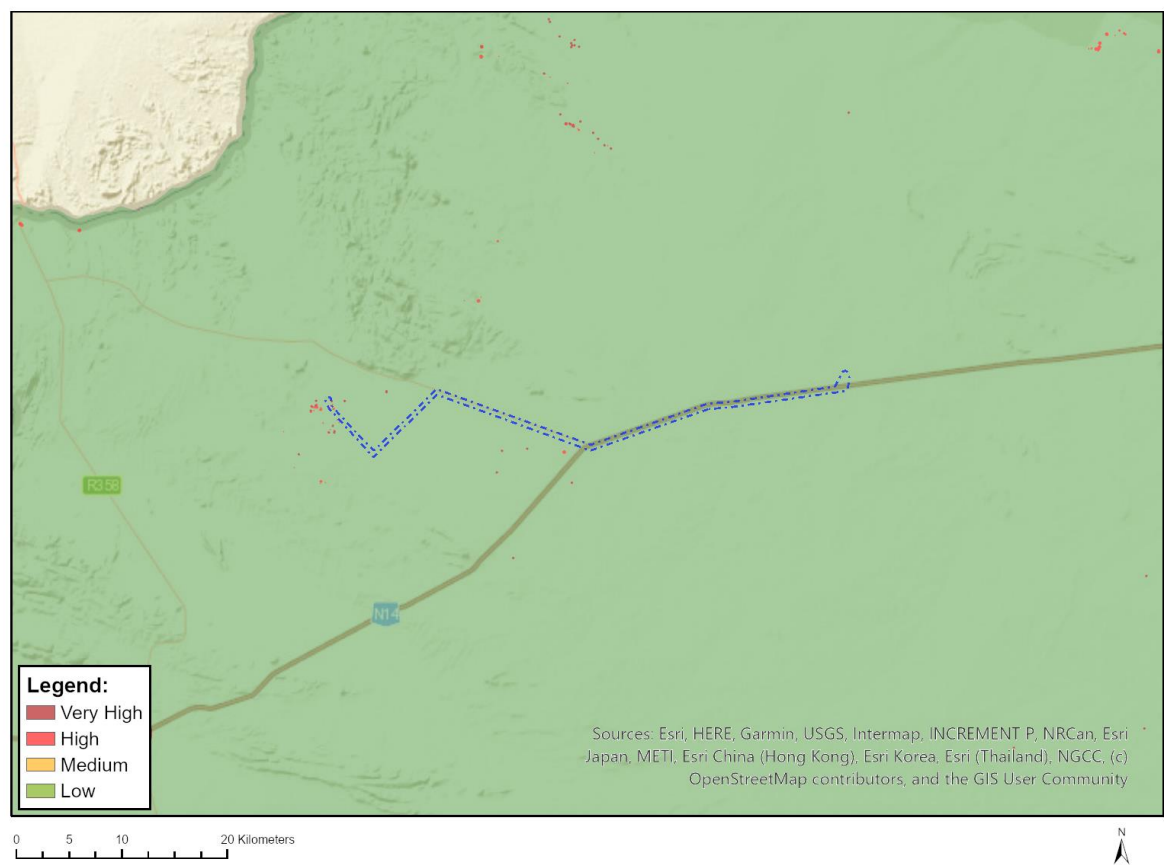 R358
N14
Legend:
Very High
High
Medium
Low
Sources: Esri, HERE, Garmin, USGS, Intermap, INCREMENT P, NRCan, Esri
Japan, METI, Esri China (Hong Kong), Esri Korea, Esri (Thailand), NGCC, (c)
OpenStreetMap contributors, and the GIS User Community
0 5 10 20 Kilometers
N